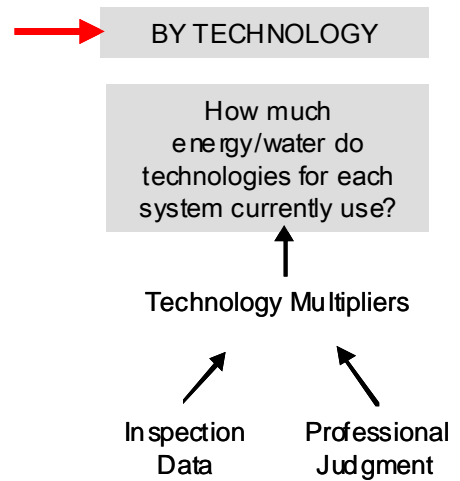 BY TECHNOLOGY
How much
energy/water do
technologies for each
system currently use?
Technology Multipliers
Inspection Professional
Data Judgment